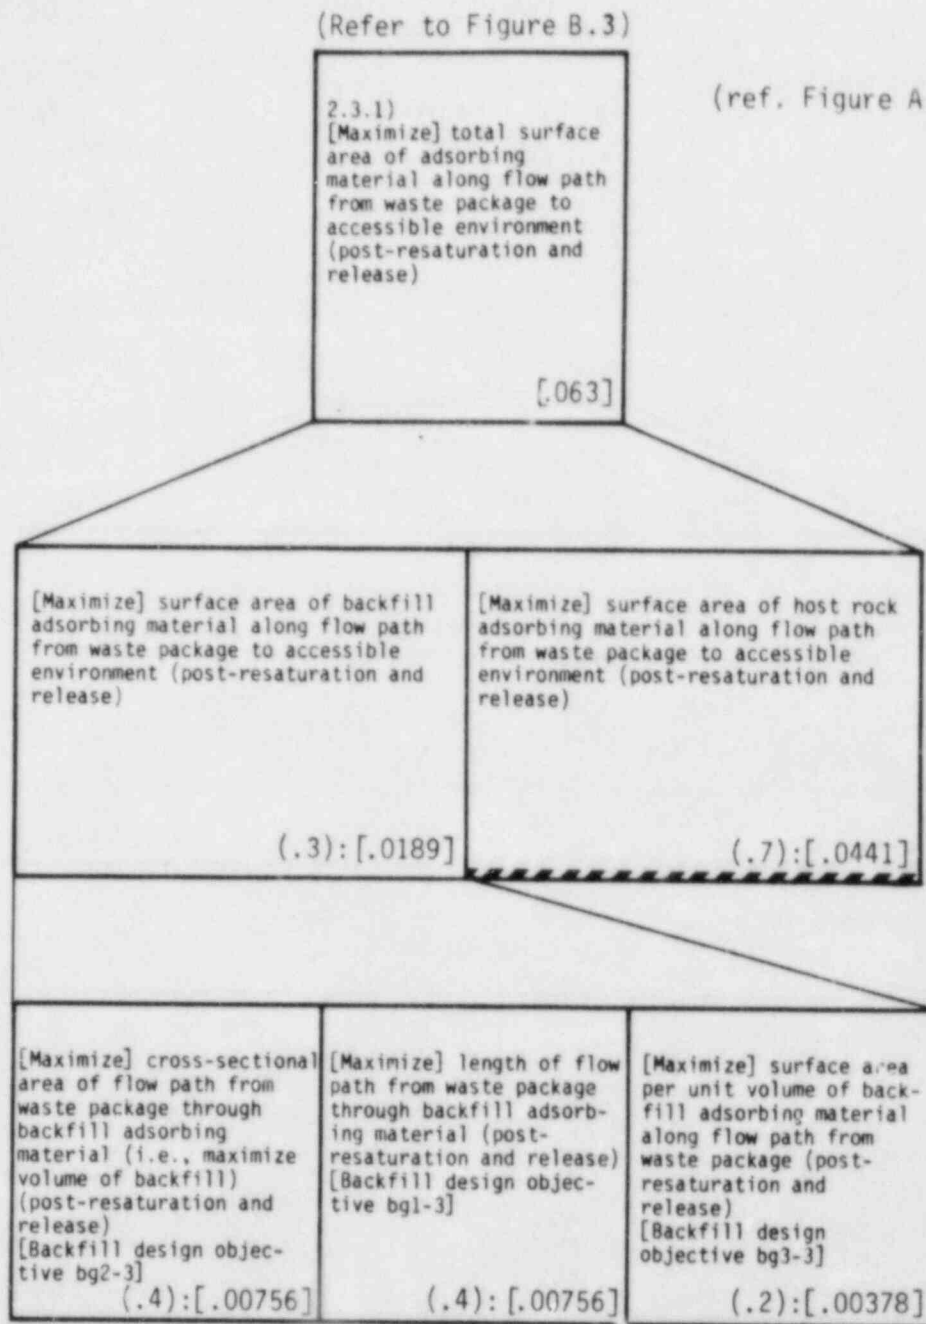 (Refer to Figure B.3)
(ref. Figure A
2.3.1)
[Maximize] total surface
area of adsorbing
material along flow path
from waste package to
accessible environment
(post-resaturation and
release)
[.063]
[Maximize] surface area of backfill
adsorbing material along flow path
from waste package to accessible
environment (post-resaturation and
release)
(.3):[.0189]
[Maximize] surface area of host rock
adsorbing material along flow path
from waste package to accessible
environment (post-resaturation and
release)
(.7):[.0441]
[Maximize] cross-sectional
area of flow path from
waste package through
backfill adsorbing
material (i.e., maximize
volume of backfill)
(post-resaturation and
release)
[Backfill design objec-
tive bg2-3]
(.4):[.00756]
[Maximize] length of flow
path from waste package
through backfill adsorb-
ing material (post-
resaturation and release)
[Backfill design objec-
tive bg1-3]
(.4):[.00756]
[Maximize] surface area
per unit volume of back-
fill adsorbing material
along flow path from
waste package (post-
resaturation and
release)
[Backfill design
objective bg3-3]
(.2):[.00378]